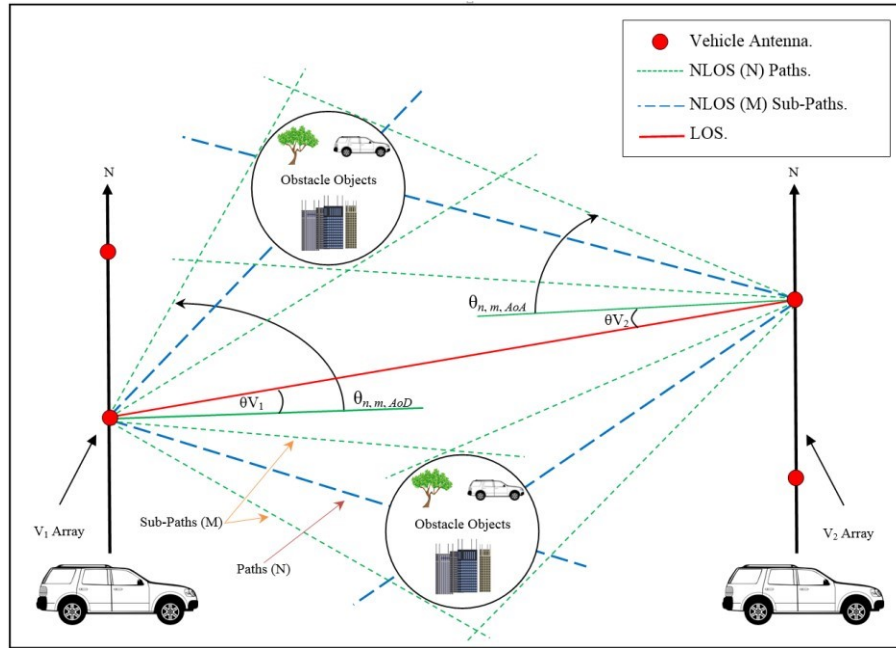 Vehicle Antenna.
NLOS (N) Paths.
NLOS (M) Sub-Paths.
LOS.
N
N
Obstacle Objects
θn, m, AoA
θV2
θV1
θn, m, AoD
Obstacle Objects
Sub-Paths (M)
V1 Array
Paths (N)
V2 Array